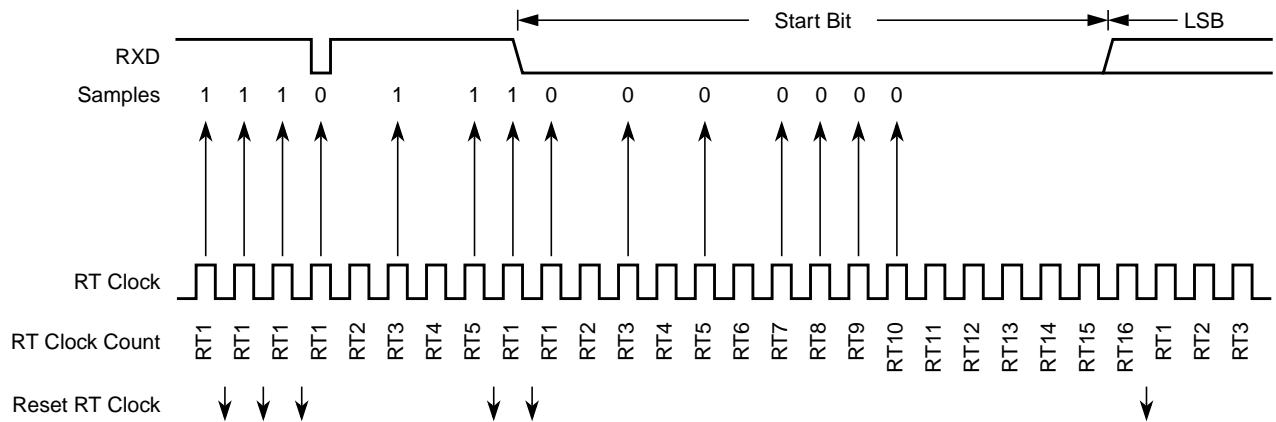 Start Bit LSB
RXD
Samples 1 1 1 0 1 1 1 0 0 0 0 0 0 0
RT Clock
RT Clock Count RT1 RT1 RT1 RT1 RT2 RT3 RT4 RT5 RT1 RT1 RT2 RT3 RT4 RT5 RT6 RT7 RT8 RT9 RT10 RT11 RT12 RT13 RT14 RT15 RT16 RT1 RT2 RT3
Reset RT Clock